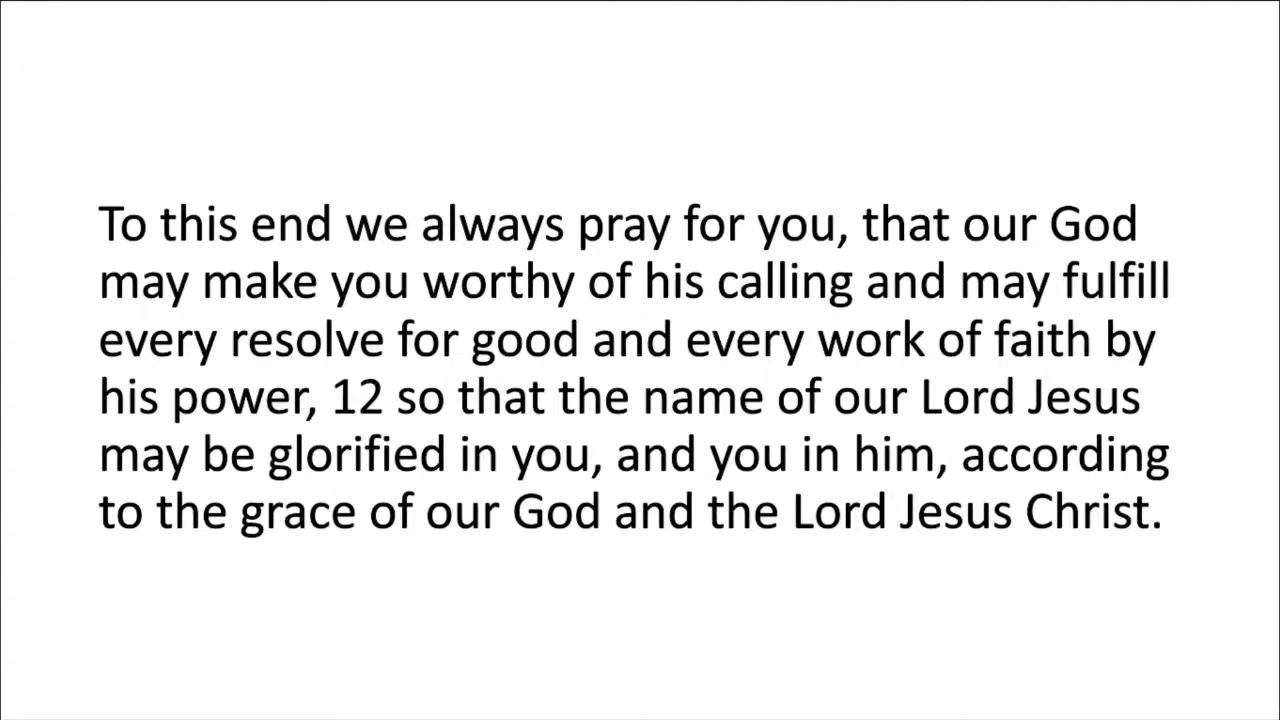 To this end we always pray for you, that our God
may make you worthy of his calling and may fulfill
every resolve for good and every work of faith by
his power, 12 so that the name of our Lord Jesus
may be glorified in you, and you in him, according
to the grace of our God and the Lord Jesus Christ.